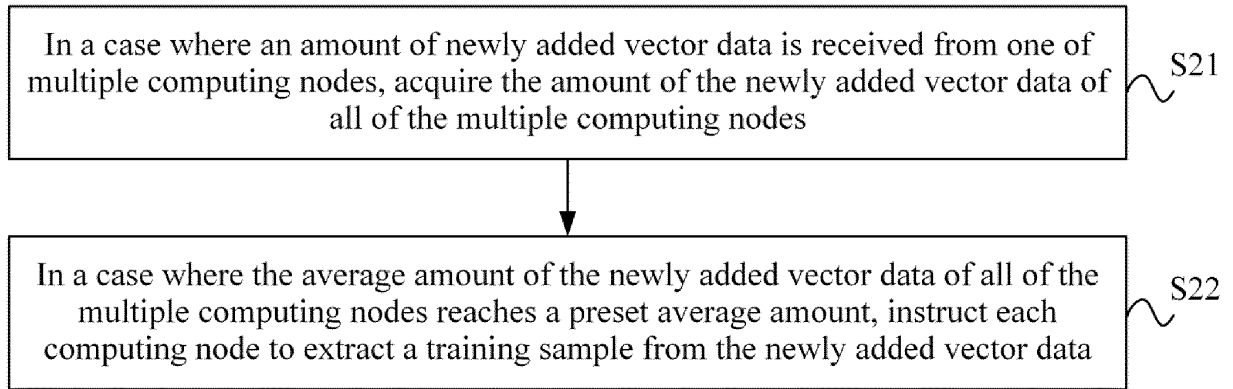 In a case where an amount of newly added vector data is received from one of
multiple computing nodes, acquire the amount of the newly added vector data of
all of the multiple computing nodes
S21
In a case where the average amount of the newly added vector data of all of the
multiple computing nodes reaches a preset average amount, instruct each
computing node to extract a training sample from the newly added vector data
S22